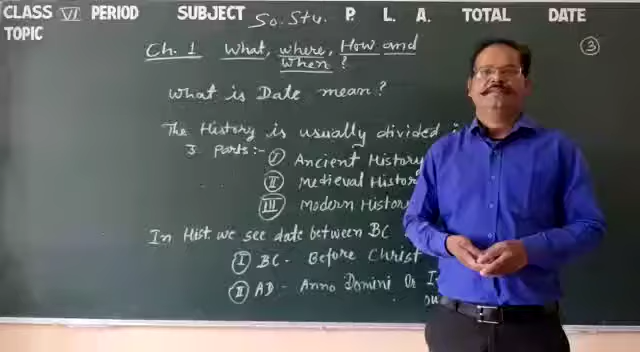 CLASS VI PERIOD SUBJECT So. Stu. P. L. A. TOTAL DATE
TOPIC
Ch. 1 What, where, How and When ?
3
What is Date mean?
The History is usually divided
3 parts:- I Ancient History
II Medieval History
III Modern History
In Hist. we see date between BC
I BC - Before Christ
II AD - Anno Domini Or